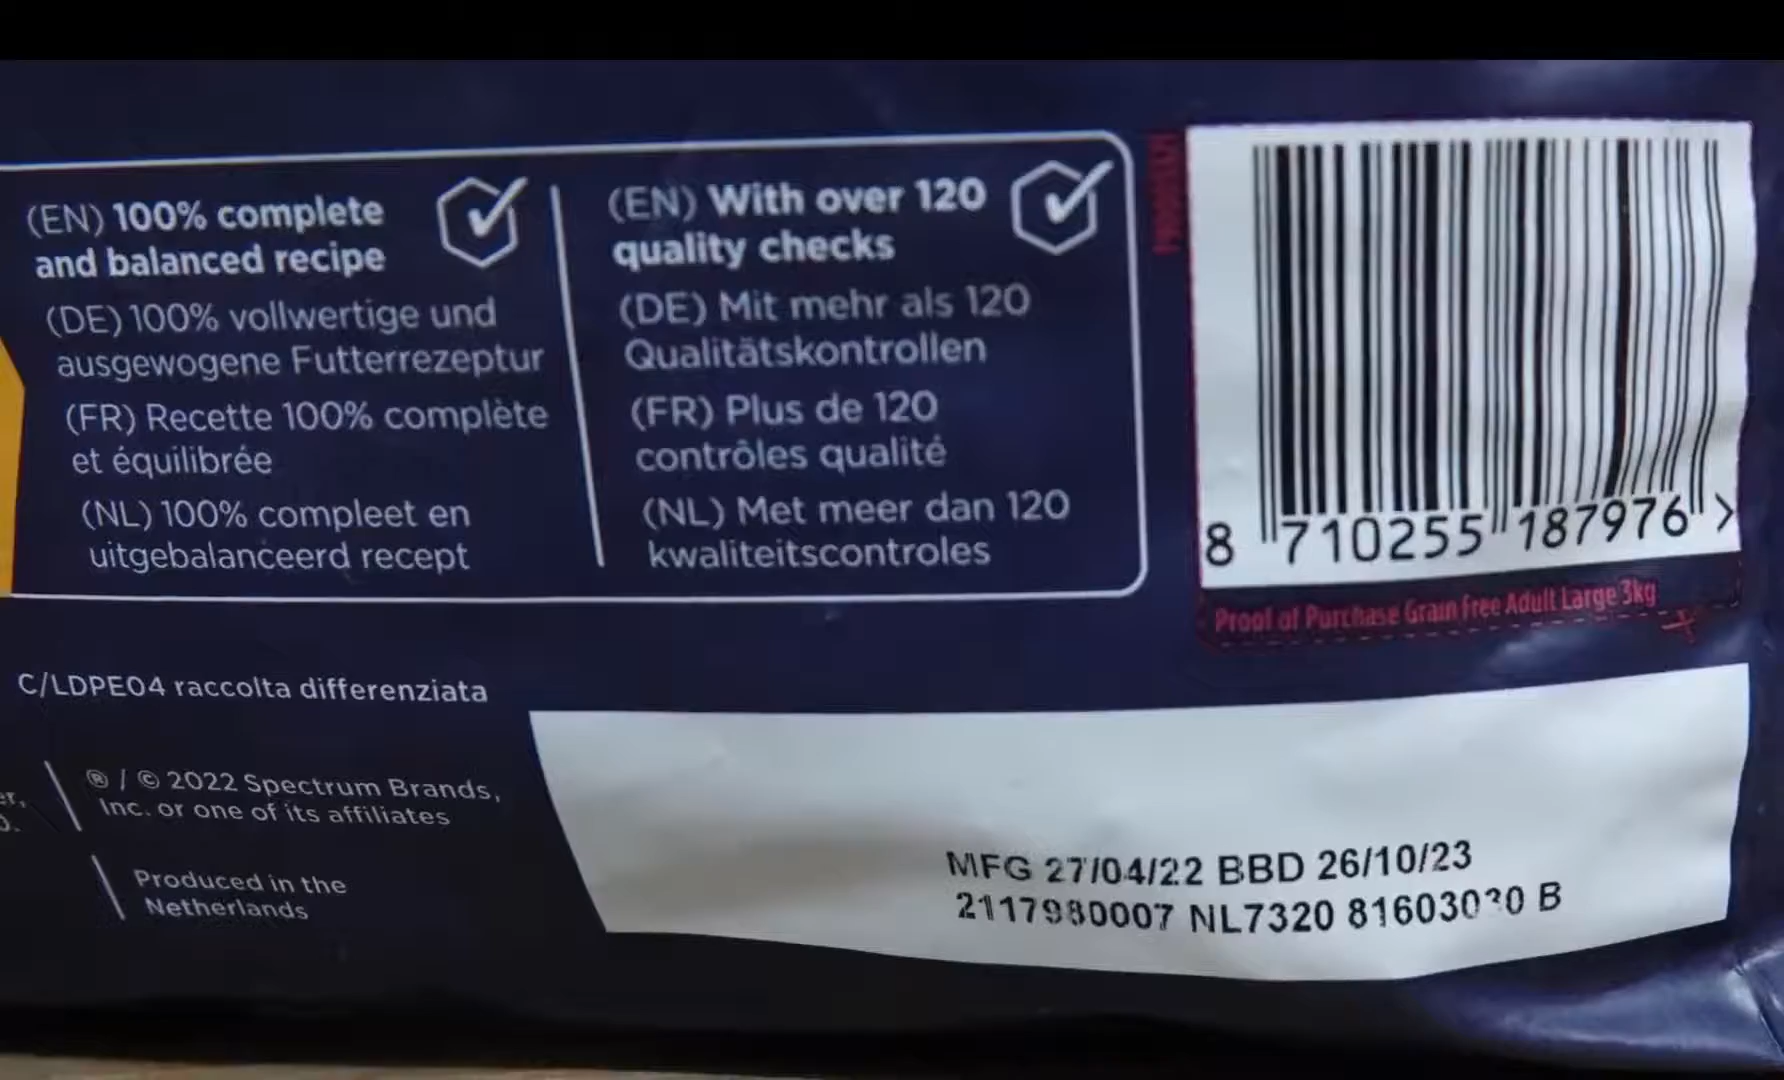 (EN) 100% complete
and balanced recipe
(DE) 100% vollwertige und
ausgewogene Futterrezeptur
(FR) Recette 100% complète
et équilibrée
(NL) 100% compleet en
uitgebalanceerd recept
(EN) With over 120
quality checks
(DE) Mit mehr als 120
Qualitätskontrollen
(FR) Plus de 120
contrôles qualité
(NL) Met meer dan 120
kwaliteitscontroles
8 710255 187976 >
Proof of Purchase Grain free Adult Large 3kg
C/LDPE04 raccolta differenziata
® / © 2022 Spectrum Brands,
Inc. or one of its affiliates
Produced in the
Netherlands
MFG 27/04/22 BBD 26/10/23
2117980007 NL7320 B